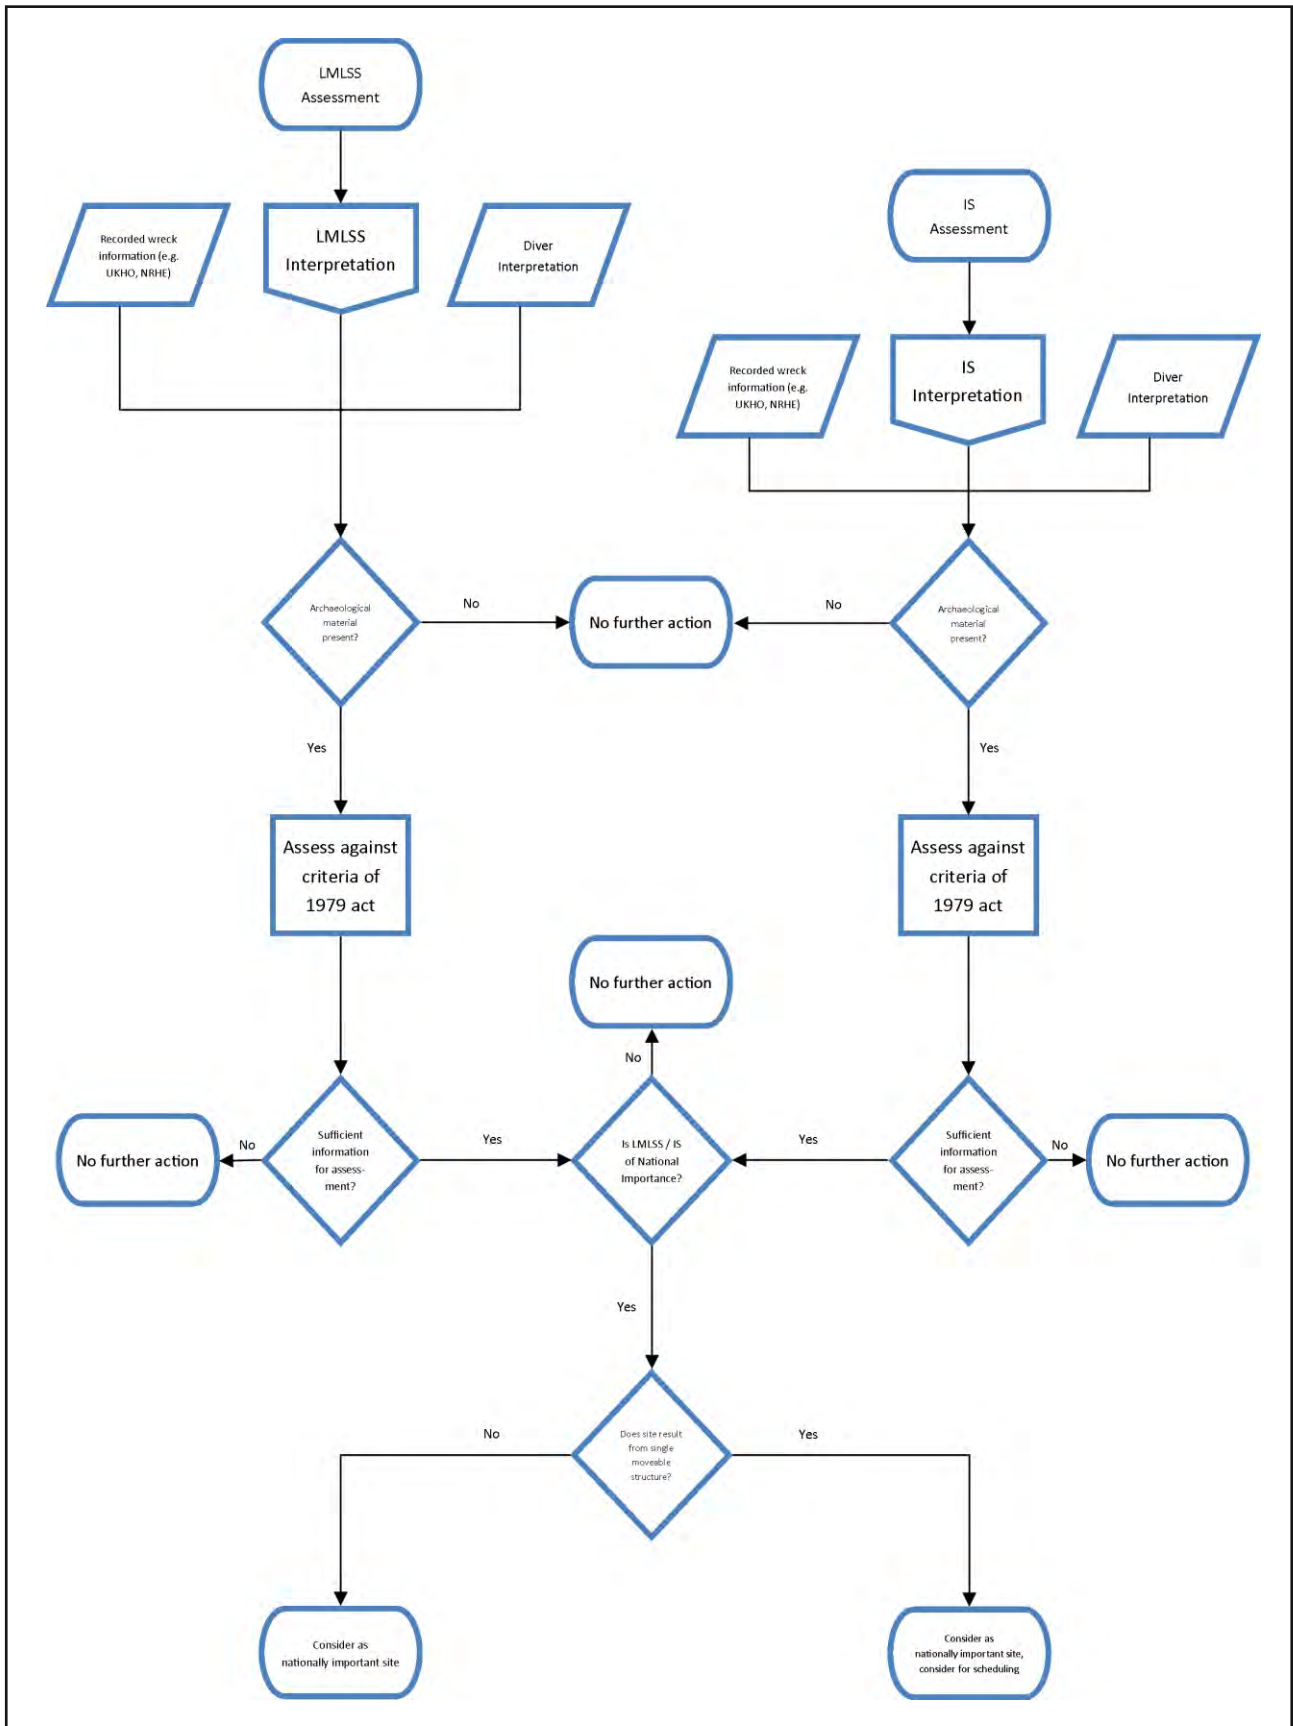 LMLSS
Assessment
IS
Assessment
Recorded wreck
information (e.g.
UKHO, NRHE)
LMLSS
Interpretation
Diver
Interpretation
Recorded wreck
information (e.g.
UKHO, NRHE)
IS
Interpretation
Diver
Interpretation
Archaeological
material
present?
No
No further action
No
Archaeological
material
present?
Yes
Yes
Assess against
criteria of
1979 act
Assess against
criteria of
1979 act
No further action
No
No further action
No
Sufficient
information
for assess-
ment?
Yes
Is LMLSS / IS
of National
Importance?
Yes
Sufficient
information
for assess-
ment?
No
No further action
Yes
No
Does site result
from single
moveable
structure?
Yes
Consider as
nationally important site
Consider as
nationally important site,
consider for scheduling